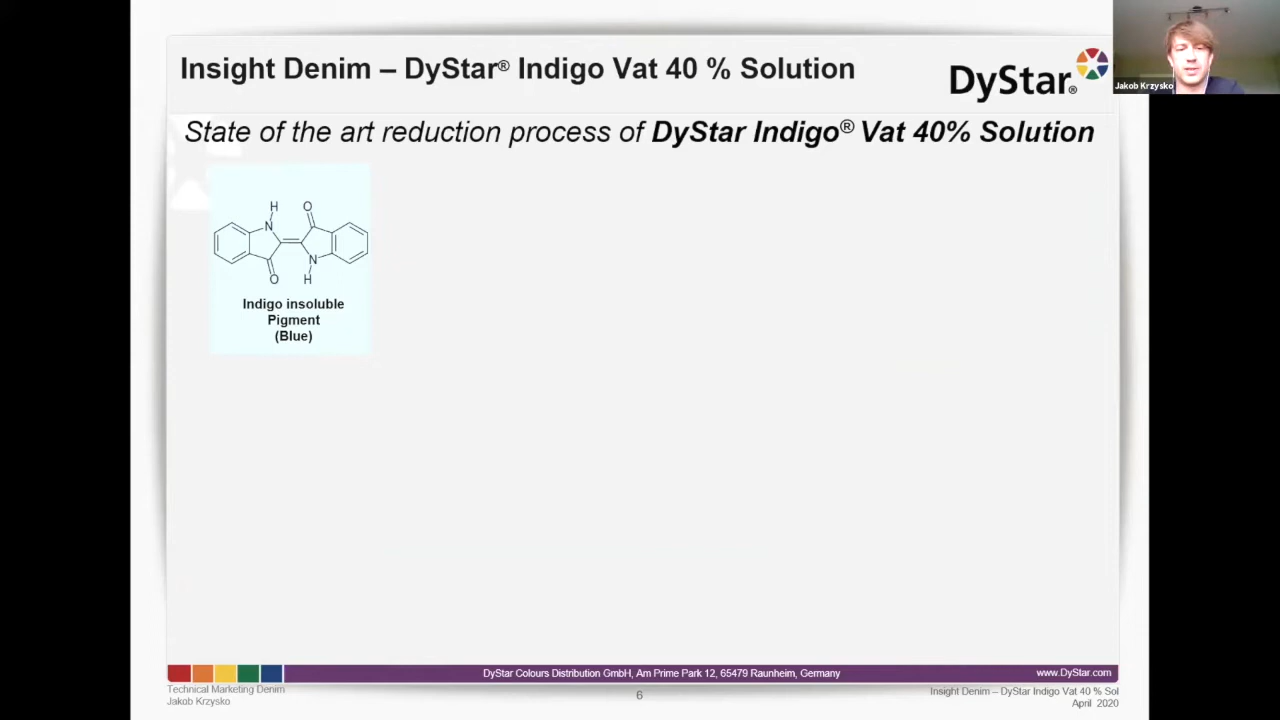 Insight Denim – DyStar® Indigo Vat 40 % Solution
DyStar®
Jakob Krzysko
State of the art reduction process of DyStar Indigo® Vat 40% Solution
H
O
N
N
O
H
Indigo insoluble
Pigment
(Blue)
DyStar Colours Distribution GmbH, Am Prime Park 12, 65479 Raunheim, Germany
www.DyStar.com
Technical Marketing Denim
Jakob Krzysko
6
Insight Denim – DyStar Indigo Vat 40 % Sol
April 2020